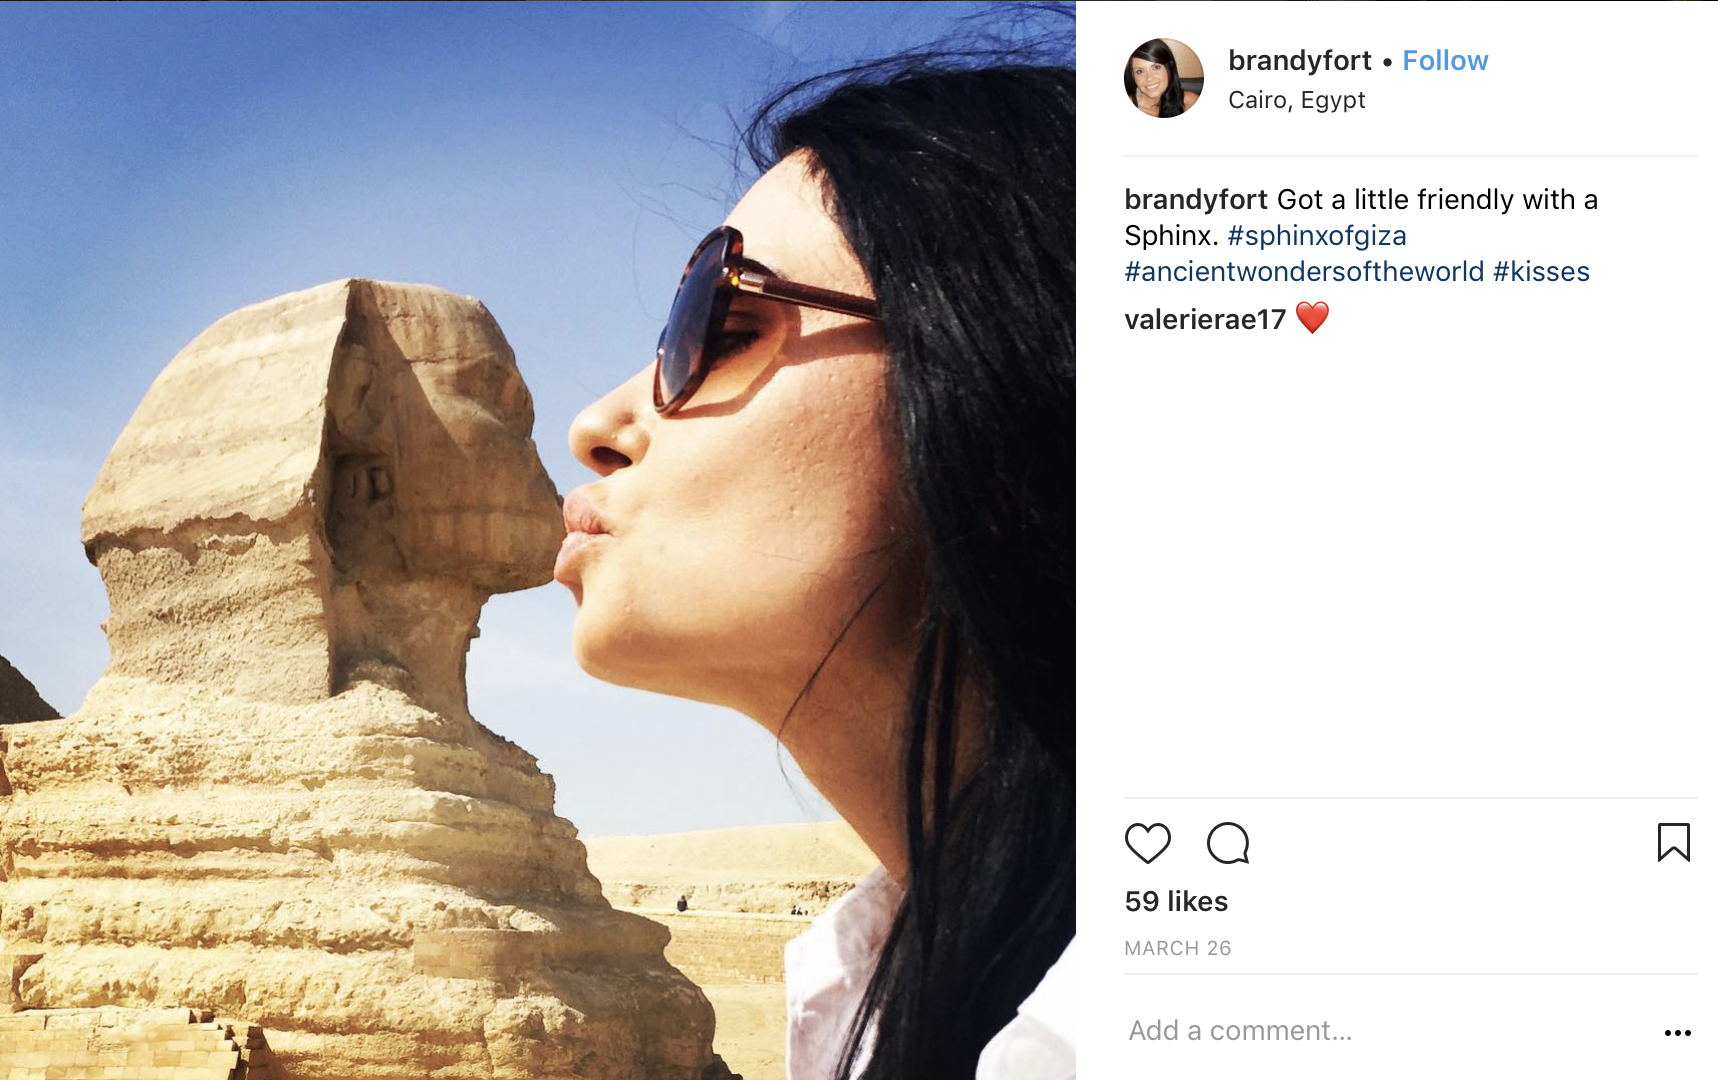 brandyfort • Follow
Cairo, Egypt
brandyfort Got a little friendly with a
Sphinx. #sphinxofgiza
#ancientwondersoftheworld #kisses
valerierae17 ❤️
59 likes
MARCH 26
Add a comment...